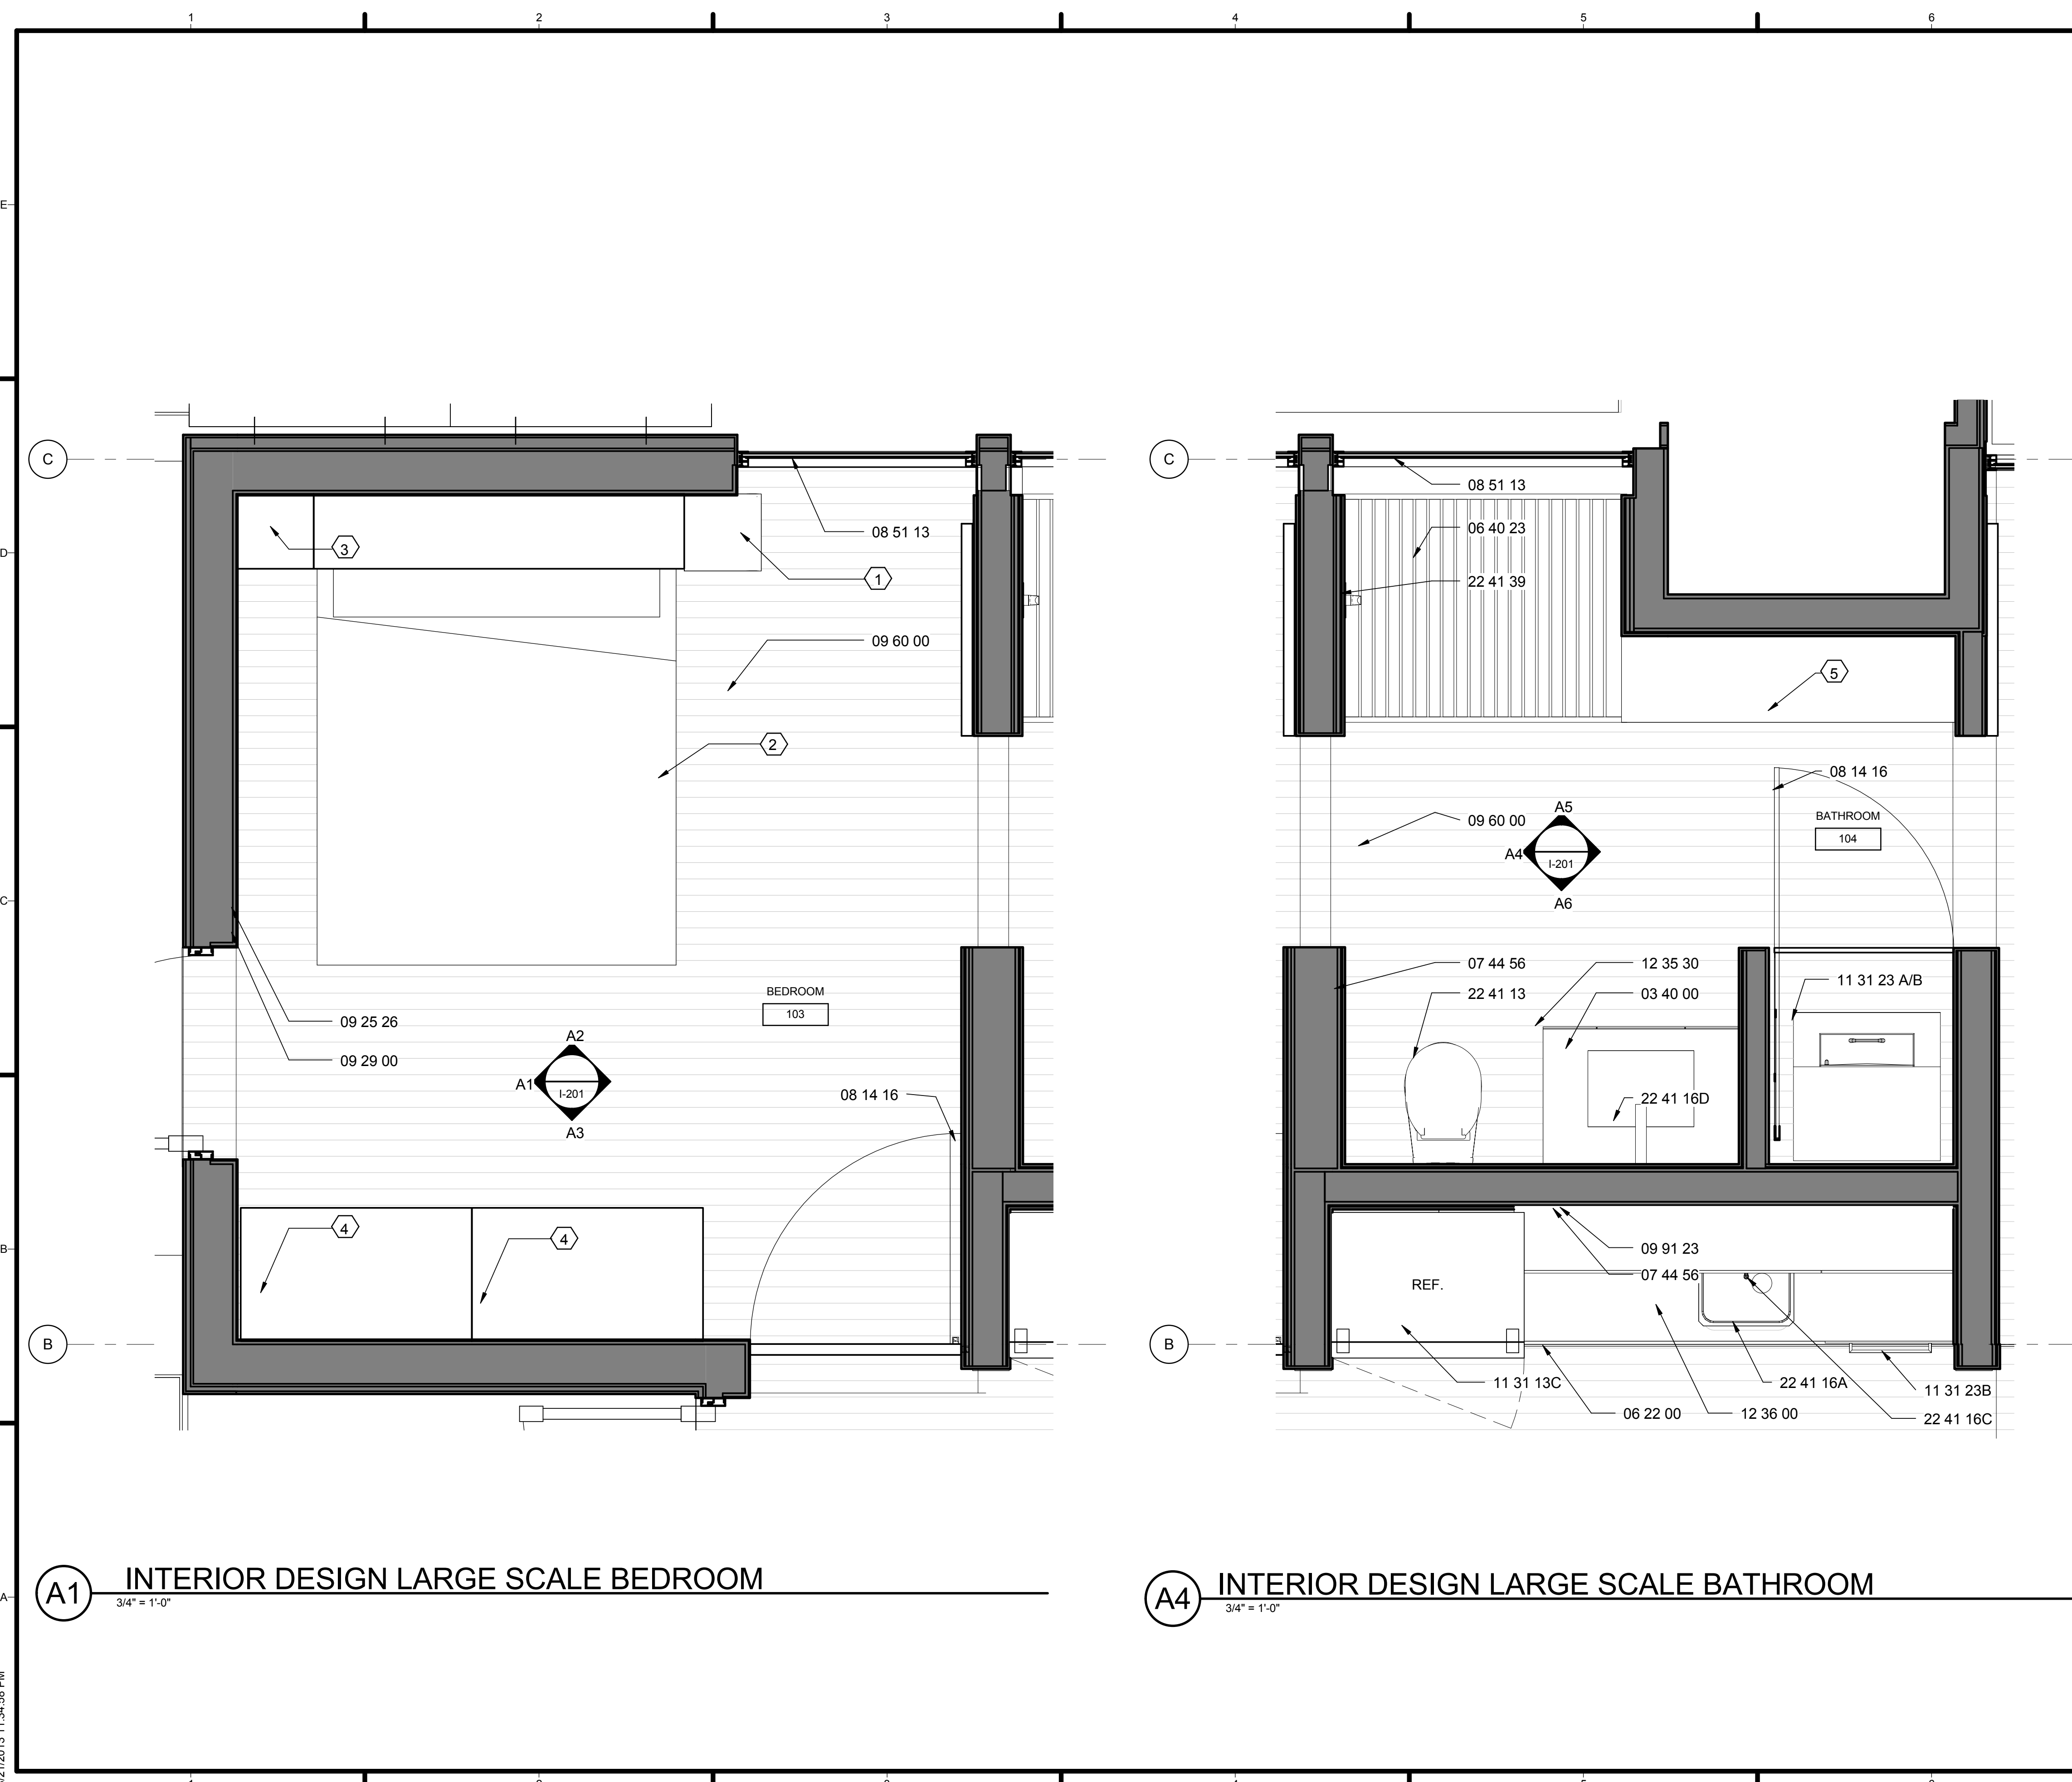 1 2 3 4 5 6
E
D
C
B
A
C
08 51 13
3
1
09 60 00
2
BEDROOM
103
09 25 26
09 29 00
A2
A1
I-201
A3
08 14 16
4
4
B
C
08 51 13
06 40 23
22 41 39
5
08 14 16
09 60 00
A5
A4
I-201
A6
BATHROOM
104
07 44 56
12 35 30
22 41 13
03 40 00
11 31 23 A/B
22 41 16D
09 91 23
07 44 56
REF.
B
11 31 13C
22 41 16A
11 31 23B
06 22 00
12 36 00
22 41 16C
A1
INTERIOR DESIGN LARGE SCALE BEDROOM
3/4" = 1'-0"
A4
INTERIOR DESIGN LARGE SCALE BATHROOM
3/4" = 1'-0"